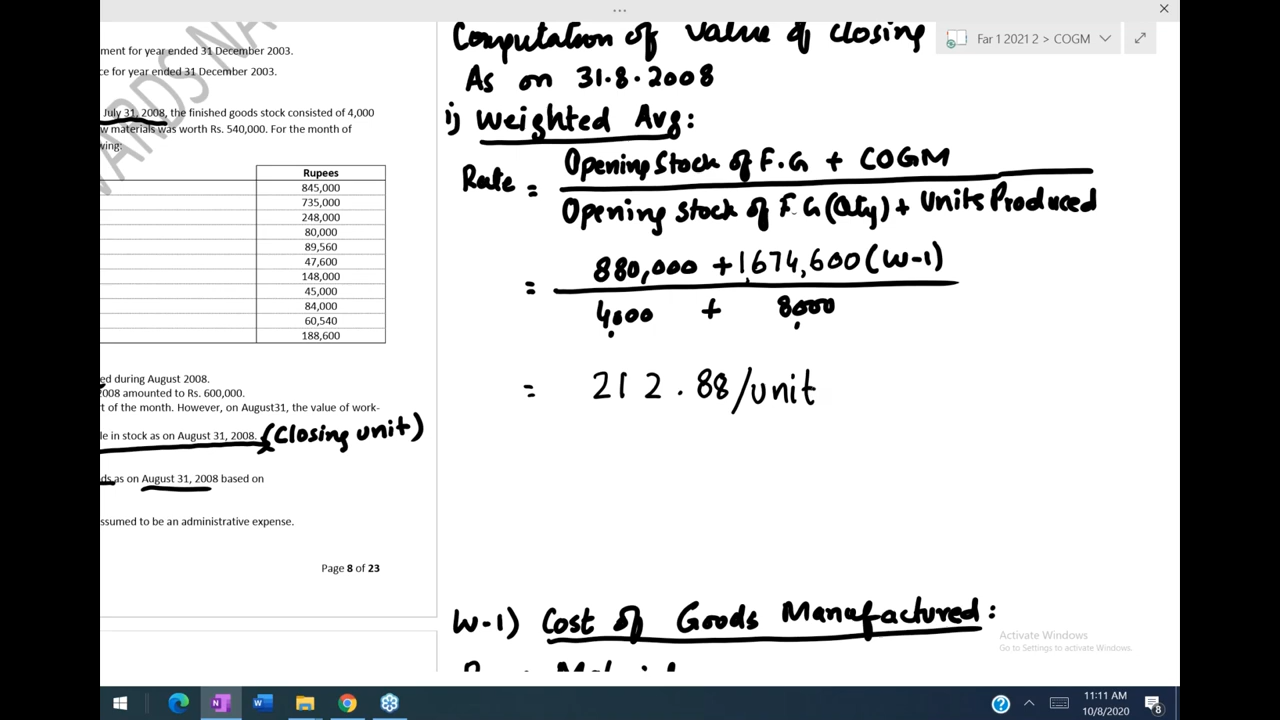 ment for year ended 31 December 2003.
ce for year ended 31 December 2003.
July 31, 2008, the finished goods stock consisted of 4,000
w materials was worth Rs. 540,000. For the month of
wing:
Rupees
845,000
735,000
248,000
80,000
89,560
47,600
148,000
45,000
84,000
60,540
188,600
ed during August 2008.
2008 amounted to Rs. 600,000.
rt of the month. However, on August31, the value of work-
le in stock as on August 31, 2008. (Closing unit)
ds as on August 31, 2008 based on
ssumed to be an administrative expense.
Page 8 of 23
Computation of Value of Closing
As on 31.8.2008
i) Weighted Avg:
Rate = Opening Stock of F.G + COGM
Opening Stock of F.G (Qty) + Units Produced
= 880,000 + 1,674,600 (W-1)
4,000 + 8,000
= 212.88/unit
W-1) Cost of Goods Manufactured:
Far 1 2021 2 > COGM
Activate Windows
Go to Settings to activate Windows.
11:11 AM
10/8/2020
8